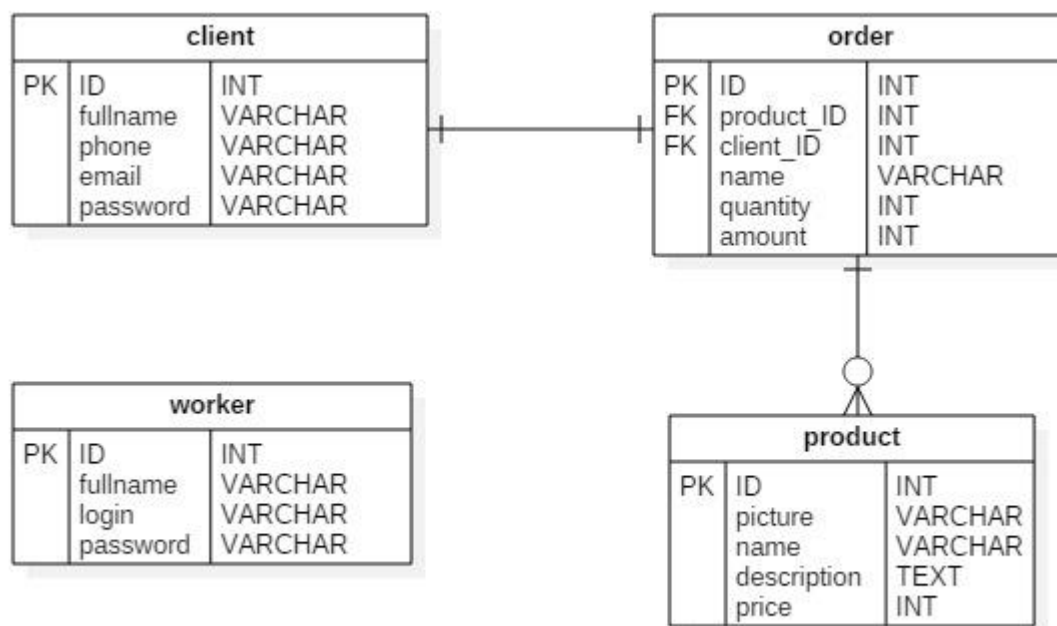 client
PK ID INT
fullname VARCHAR
phone VARCHAR
email VARCHAR
password VARCHAR
order
PK ID INT
FK product_ID INT
FK client_ID INT
name VARCHAR
quantity INT
amount INT
worker
PK ID INT
fullname VARCHAR
login VARCHAR
password VARCHAR
product
PK ID INT
picture VARCHAR
name VARCHAR
description TEXT
price INT